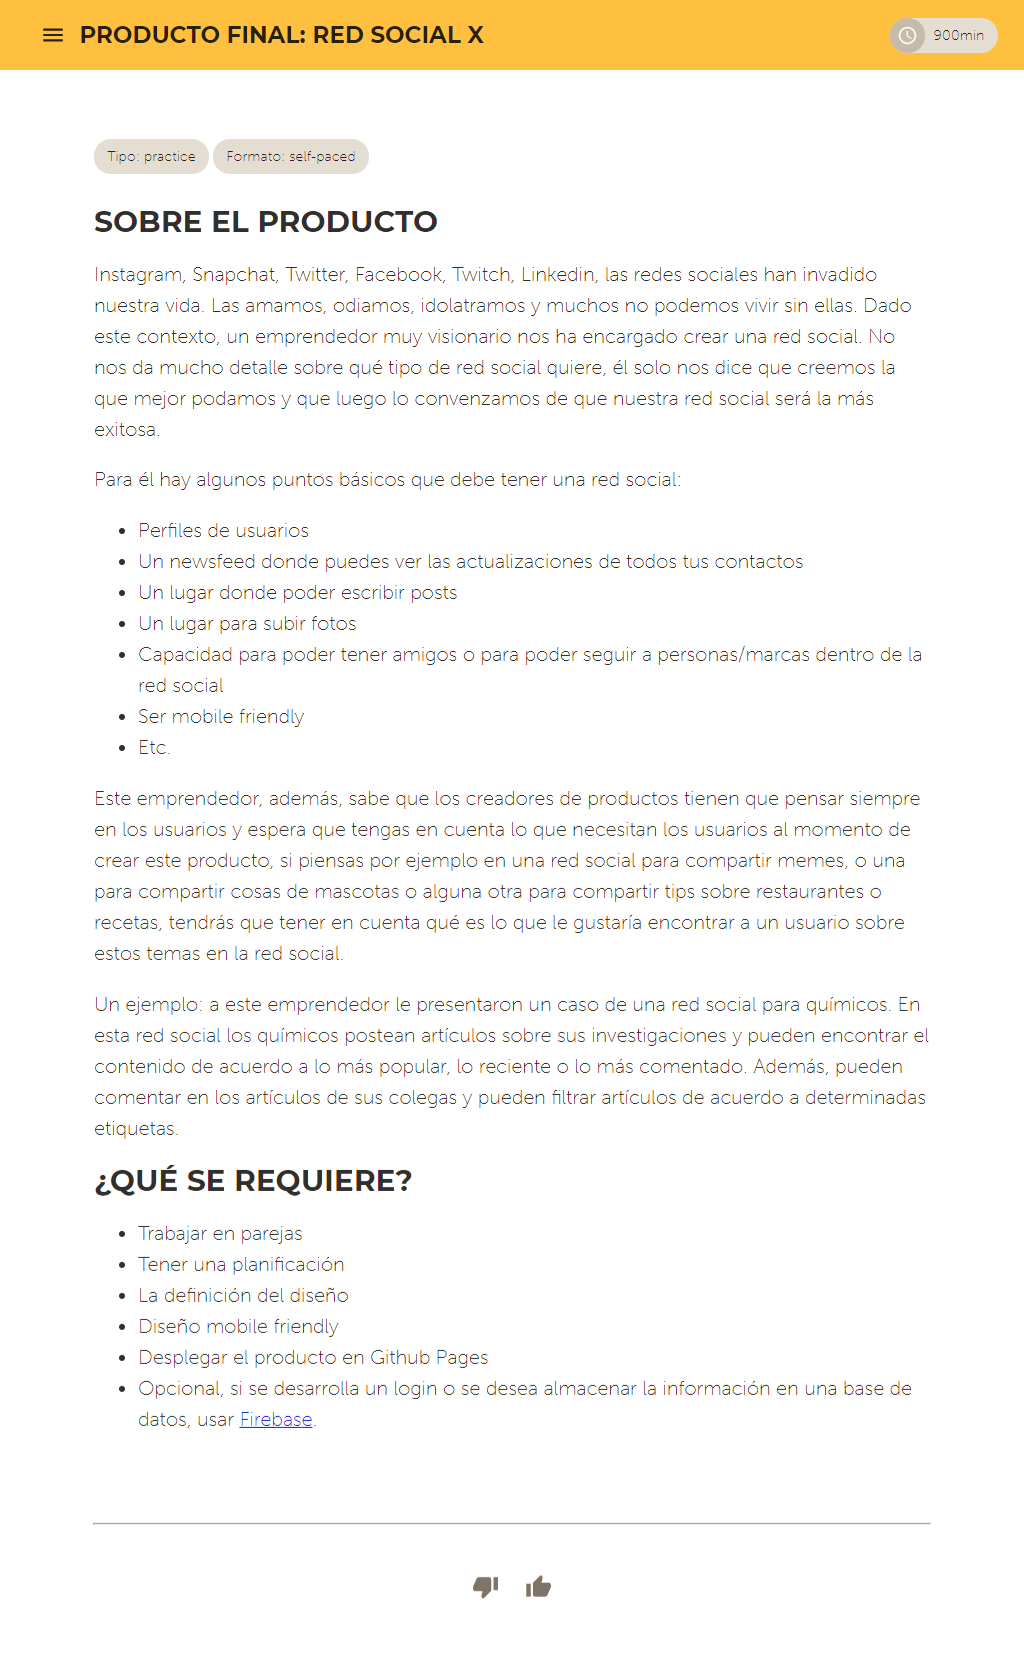 PRODUCTO FINAL: RED SOCIAL X
900min
Tipo: practice
Formato: self-paced
SOBRE EL PRODUCTO
Instagram, Snapchat, Twitter, Facebook, Twitch, Linkedin, las redes sociales han invadido
nuestra vida. Las amamos, odiamos, idolatramos y muchos no podemos vivir sin ellas. Dado
este contexto, un emprendedor muy visionario nos ha encargado crear una red social. No
nos da mucho detalle sobre qué tipo de red social quiere, él solo nos dice que creemos la
que mejor podamos y que luego lo convenzamos de que nuestra red social será la más
exitosa.
Para él hay algunos puntos básicos que debe tener una red social:
• Perfiles de usuarios
• Un newsfeed donde puedes ver las actualizaciones de todos tus contactos
• Un lugar donde poder escribir posts
• Un lugar para subir fotos
• Capacidad para poder tener amigos o para poder seguir a personas/marcas dentro de la
red social
• Ser mobile friendly
• Etc.
Este emprendedor, además, sabe que los creadores de productos tienen que pensar siempre
en los usuarios y espera que tengas en cuenta lo que necesitan los usuarios al momento de
crear este producto, si piensas por ejemplo en una red social para compartir memes, o una
para compartir cosas de mascotas o alguna otra para compartir tips sobre restaurantes o
recetas, tendrás que tener en cuenta qué es lo que le gustaría encontrar a un usuario sobre
estos temas en la red social.
Un ejemplo: a este emprendedor le presentaron un caso de una red social para químicos. En
esta red social los químicos postean artículos sobre sus investigaciones y pueden encontrar el
contenido de acuerdo a lo más popular, lo reciente o lo más comentado. Además, pueden
comentar en los artículos de sus colegas y pueden filtrar artículos de acuerdo a determinadas
etiquetas.
¿QUÉ SE REQUIERE?
• Trabajar en parejas
• Tener una planificación
• La definición del diseño
• Diseño mobile friendly
• Desplegar el producto en Github Pages
• Opcional, si se desarrolla un login o se desea almacenar la información en una base de
datos, usar Firebase.